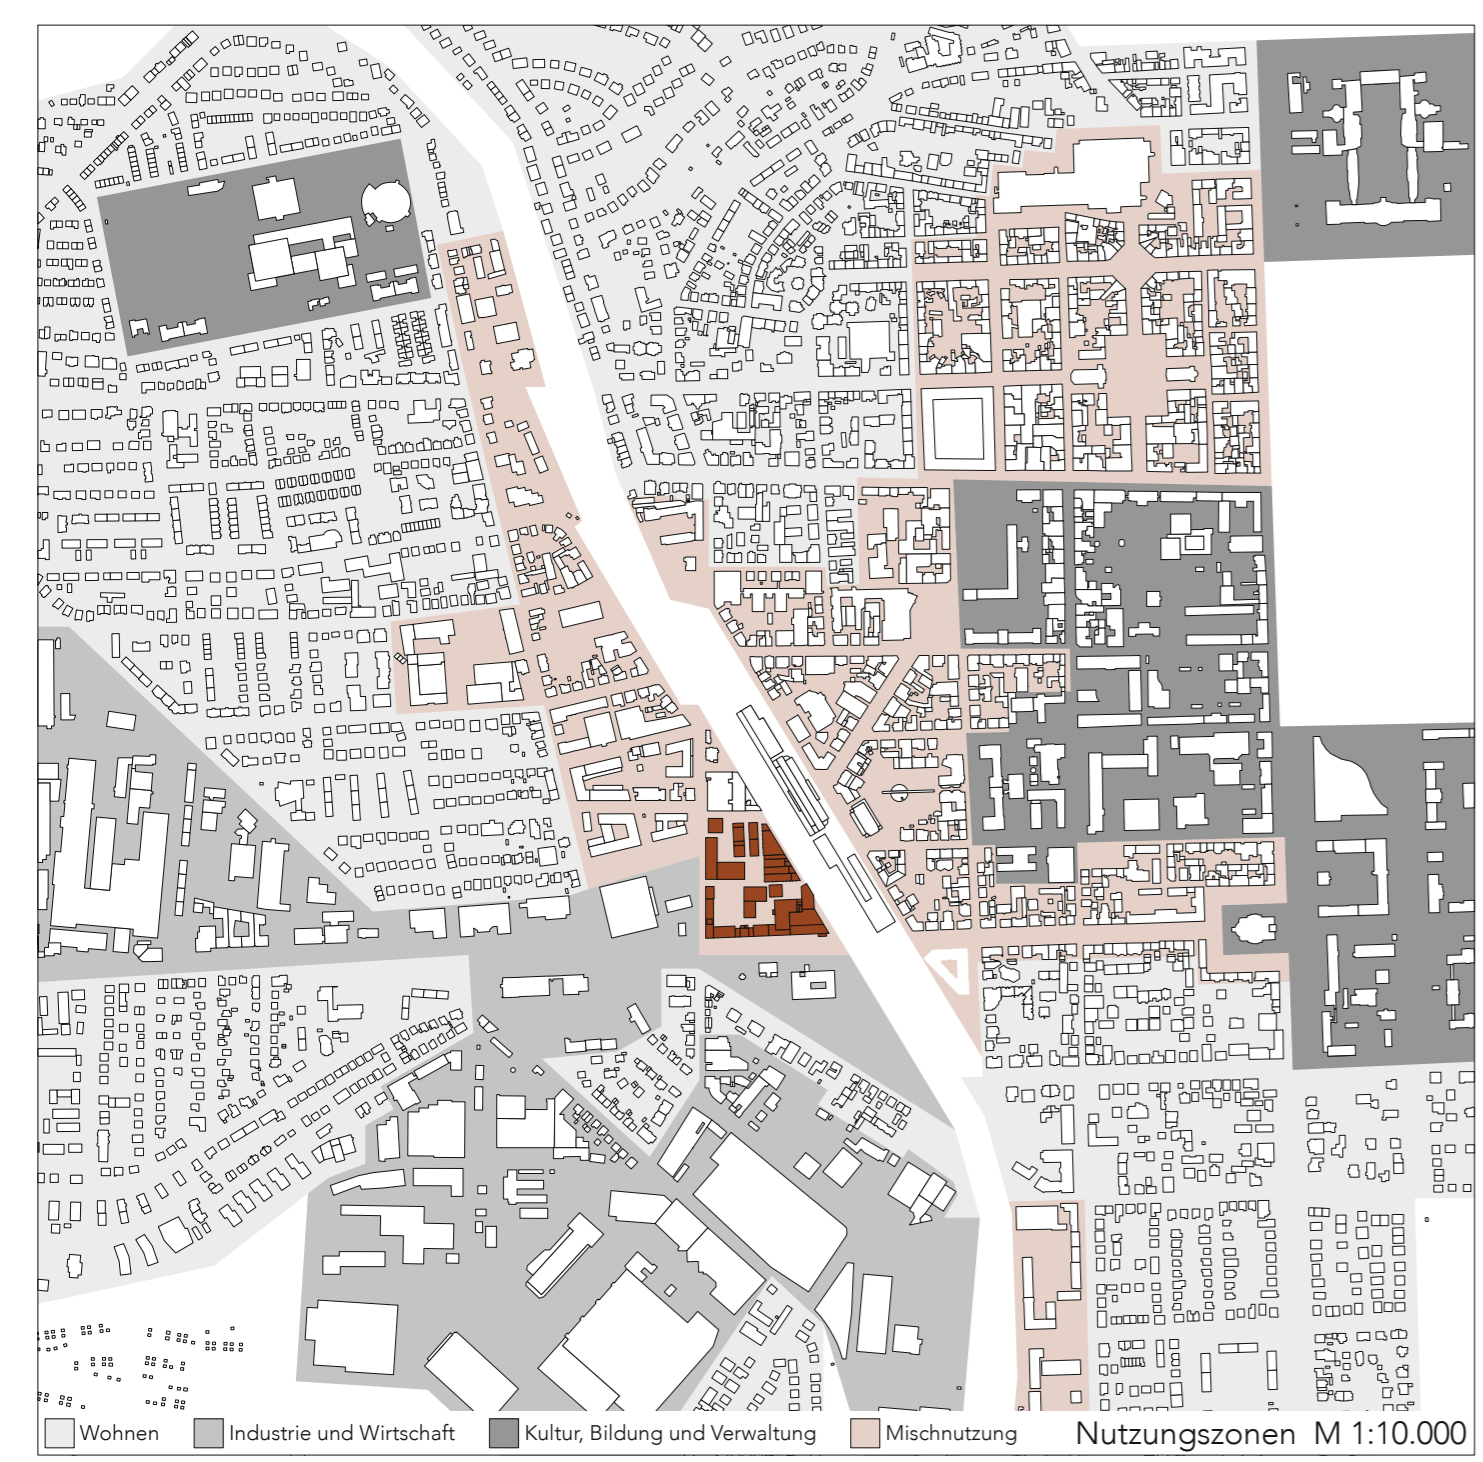 Wohnen Industrie und Wirtschaft Kultur, Bildung und Verwaltung Mischnutzung Nutzungszonen M 1:10.000